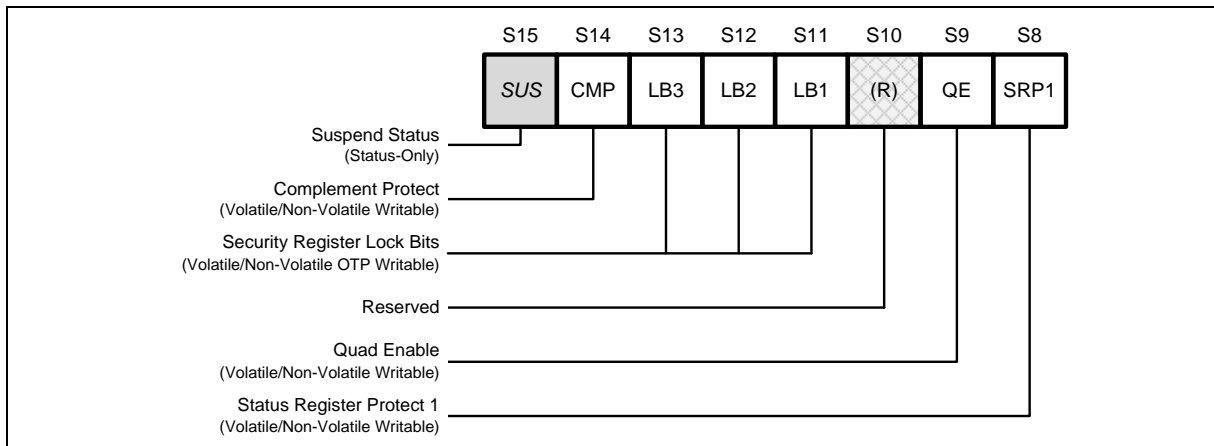 S15 S14 S13 S12 S11 S10 S9 S8
SUS CMP LB3 LB2 LB1 (R) QE SRP1
Suspend Status
(Status-Only)
Complement Protect
(Volatile/Non-Volatile Writable)
Security Register Lock Bits
(Volatile/Non-Volatile OTP Writable)
Reserved
Quad Enable
(Volatile/Non-Volatile Writable)
Status Register Protect 1
(Volatile/Non-Volatile Writable)